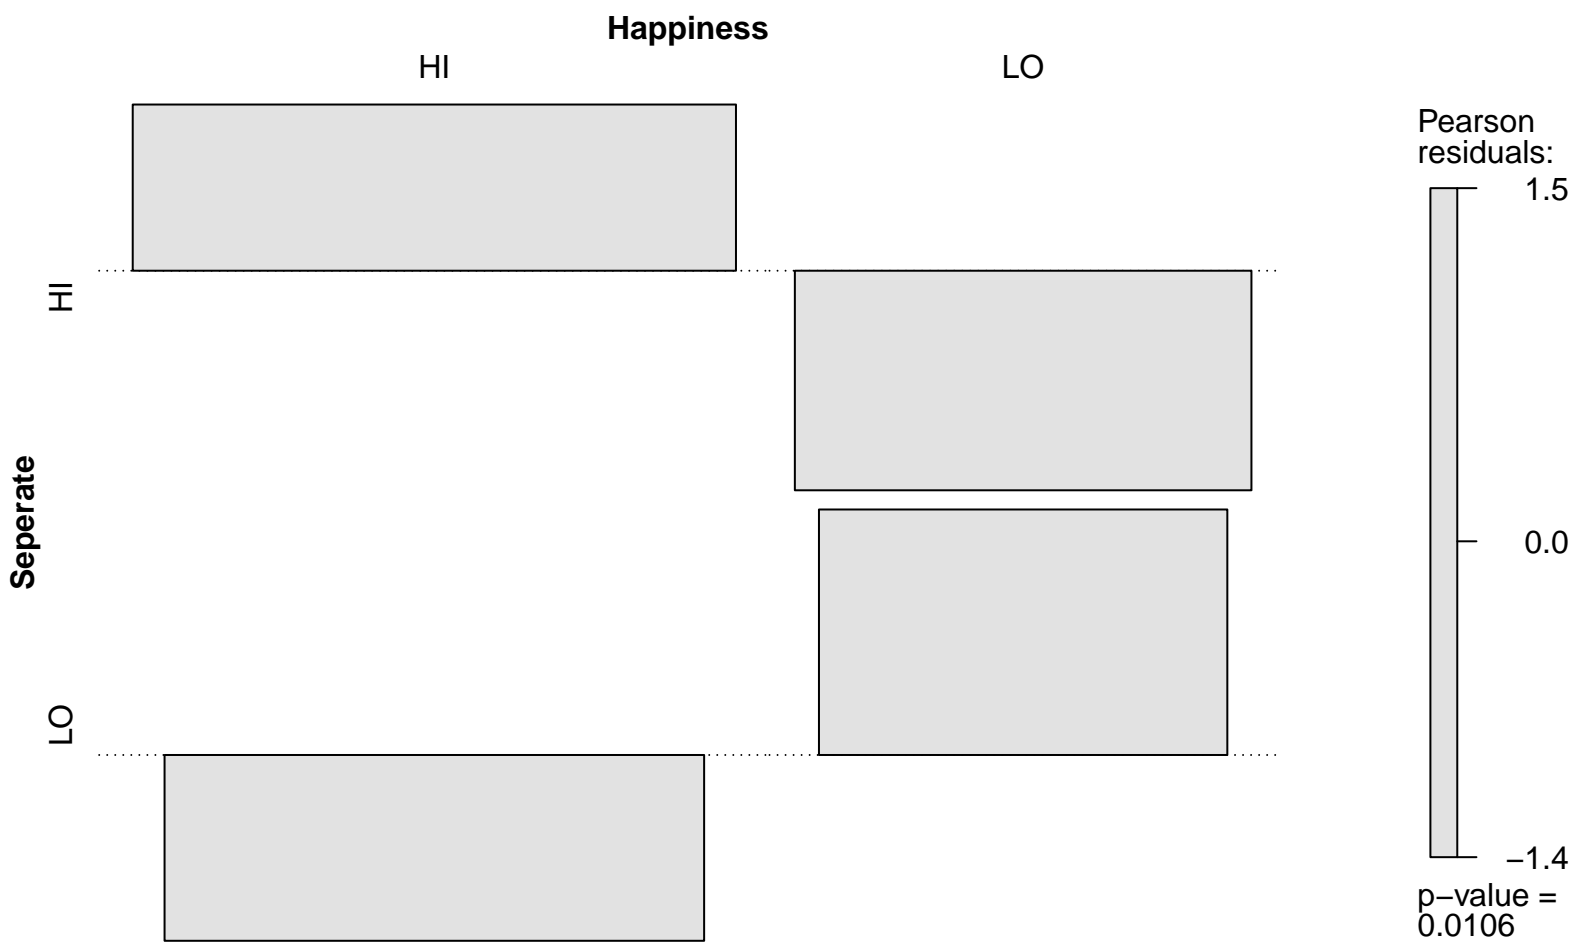 Happiness
HI LO
Seperate
HI
LO
Pearson
residuals:
1.5
0.0
−1.4
p−value =
0.0106